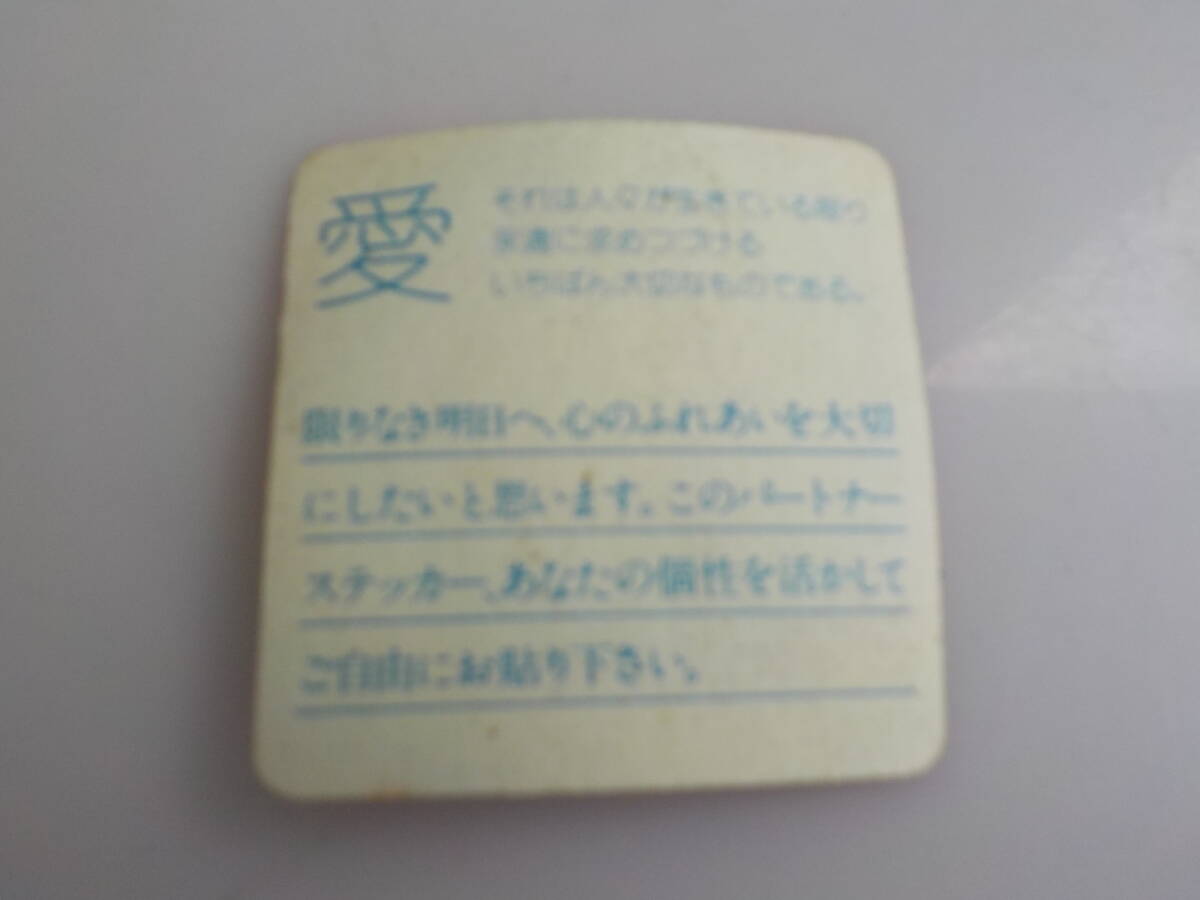 愛
それは人々が生きている限り
永遠に求めつづける
いちばん大切なものである。
限りなき明日へ、心のふれあいを大切
にしたいと思います。このパートナー
ステッカー、あなたの個性を活かして
ご自由にお貼り下さい。